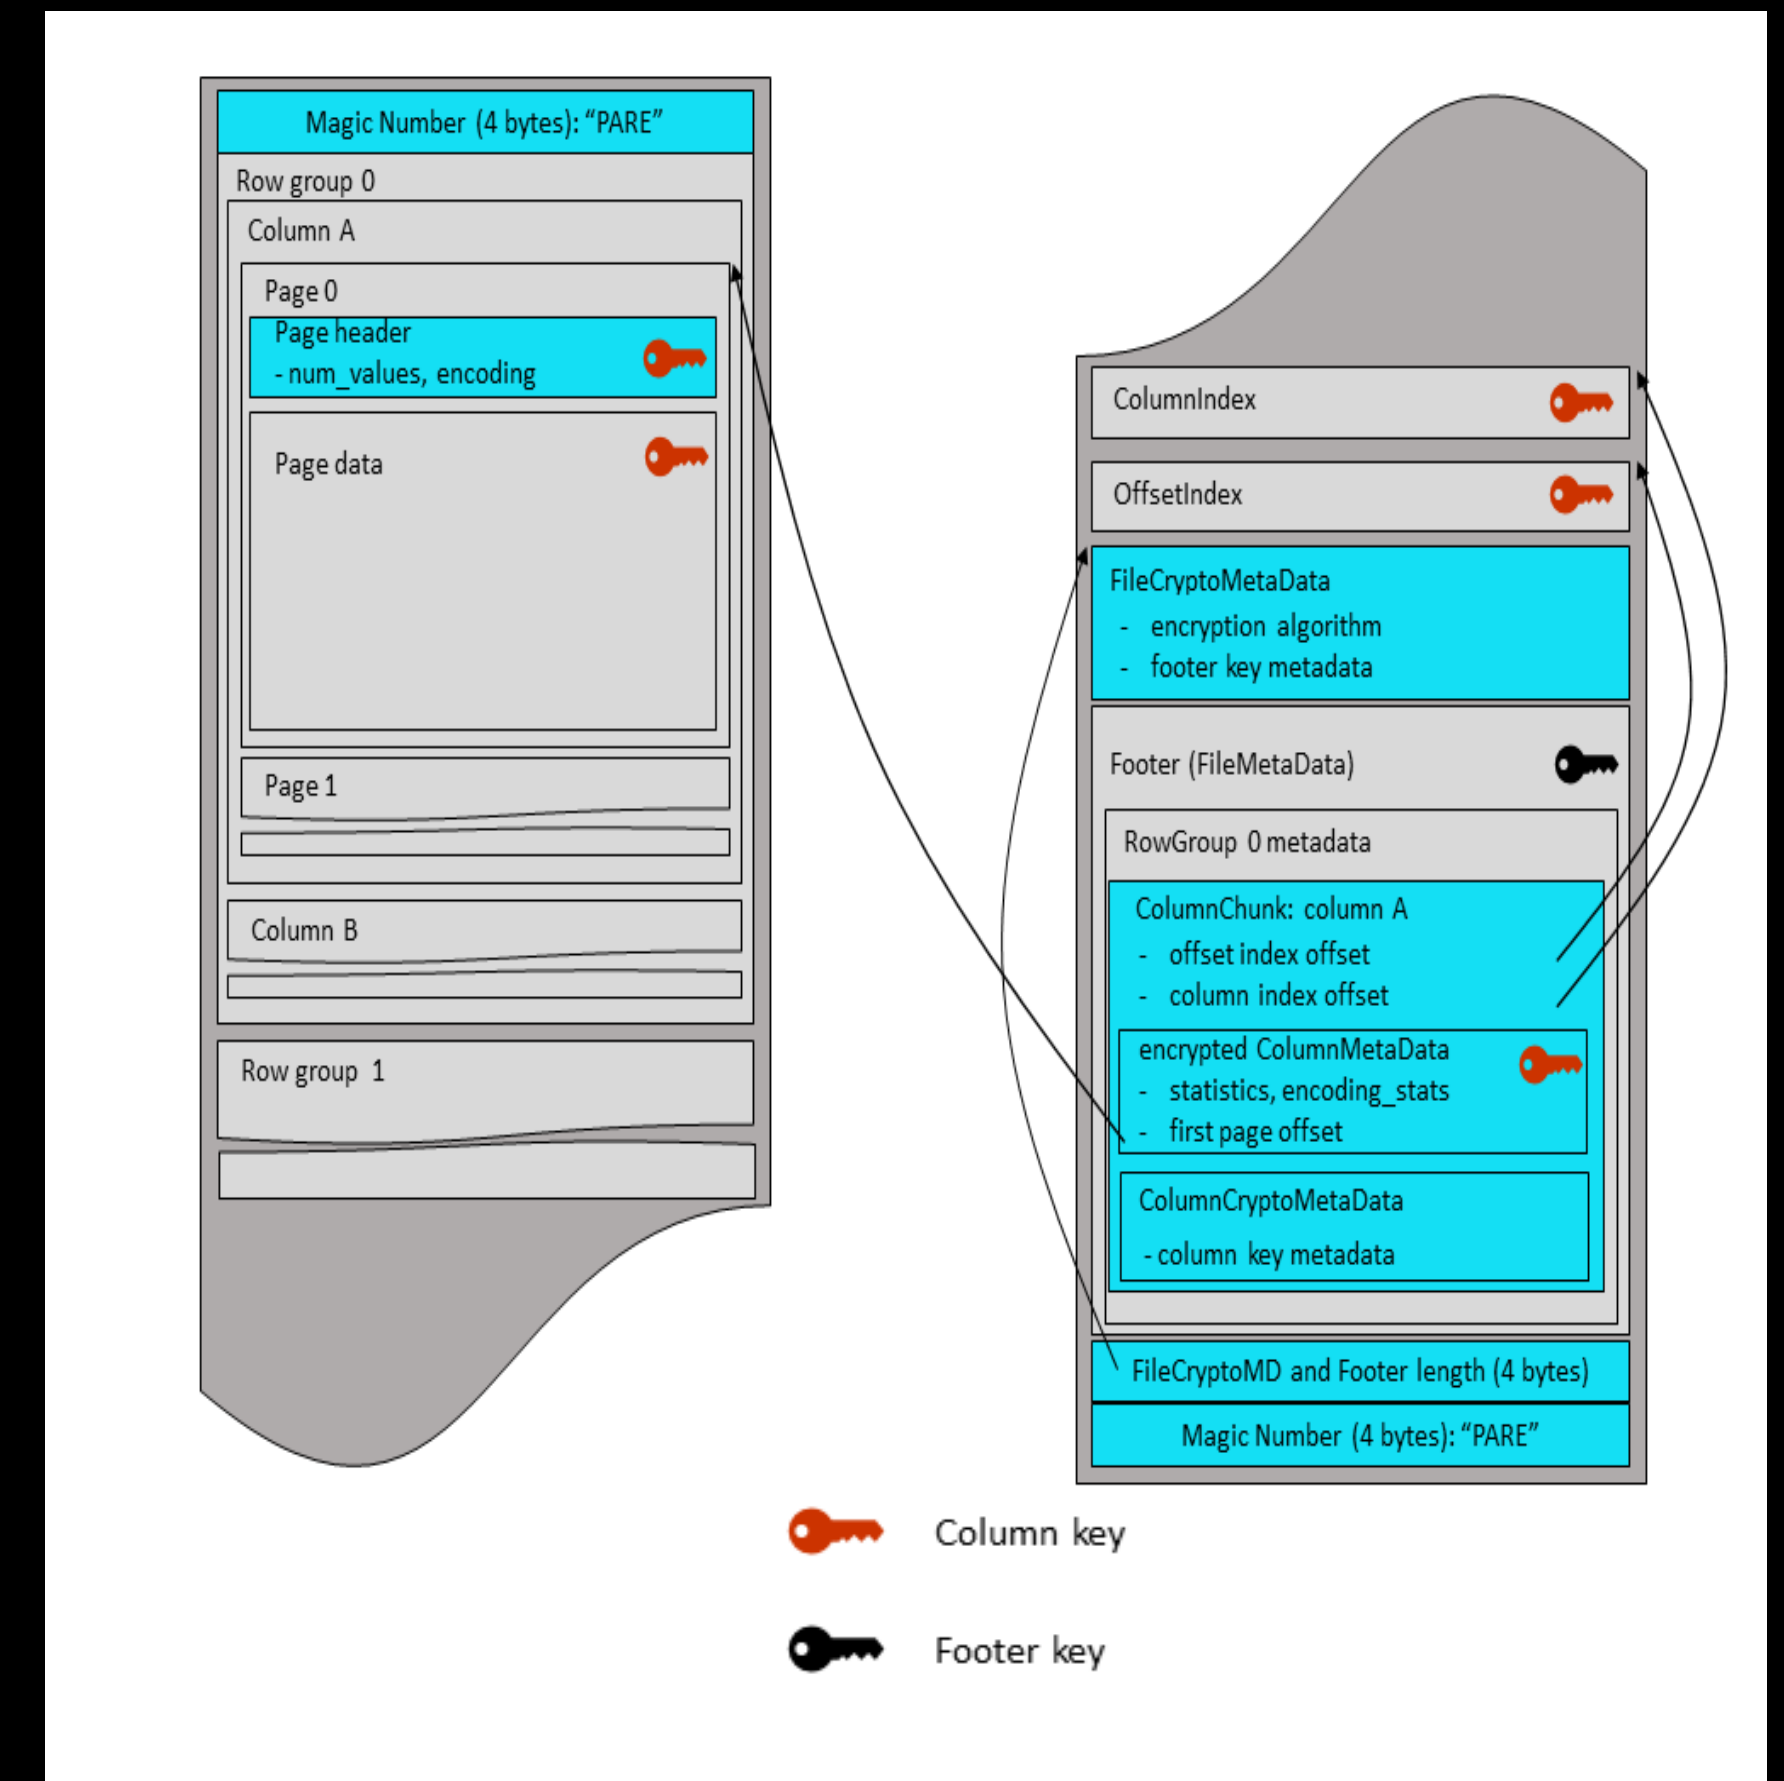 Magic Number (4 bytes): “PARE”
Row group 0
Column A
Page 0
Page header
- num_values, encoding
Page data
Page 1
Column B
Row group 1
ColumnIndex
OffsetIndex
FileCryptoMetaData
- encryption algorithm
- footer key metadata
Footer (FileMetaData)
RowGroup 0 metadata
ColumnChunk: column A
- offset index offset
- column index offset
encrypted ColumnMetaData
- statistics, encoding_stats
- first page offset
ColumnCryptoMetaData
- column key metadata
FileCryptoMD and Footer length (4 bytes)
Magic Number (4 bytes): “PARE”
Column key
Footer key